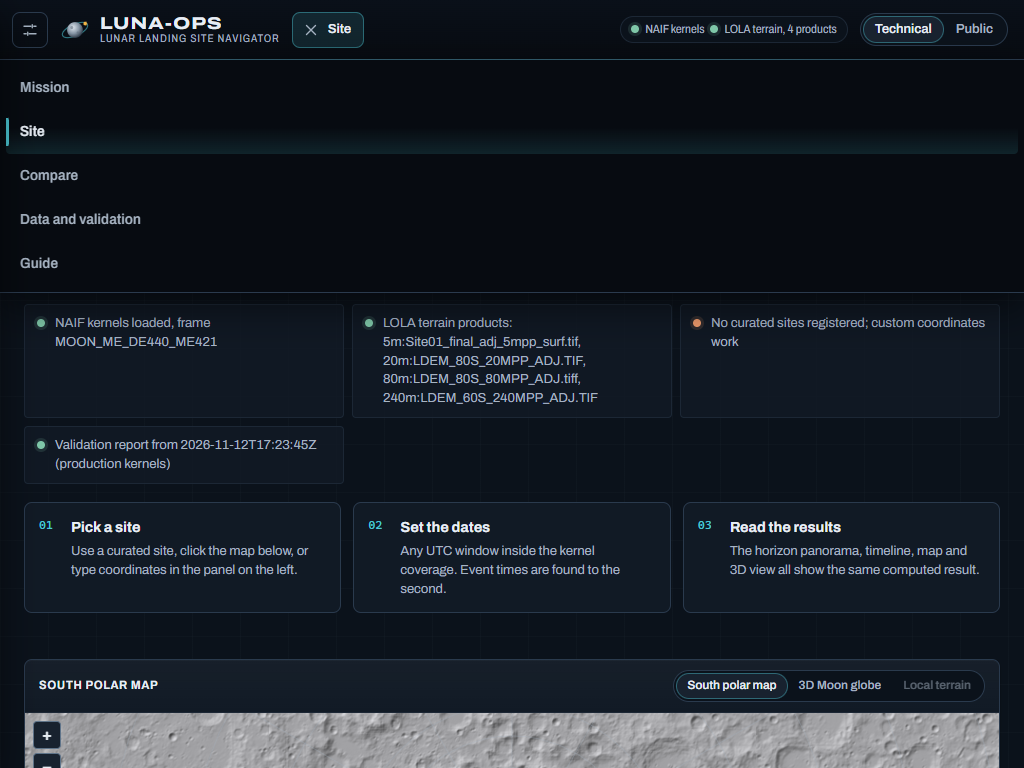 LUNA-OPS
LUNAR LANDING SITE NAVIGATOR
Site
NAIF kernels
LOLA terrain, 4 products
Technical
Public
Mission
Site
Compare
Data and validation
Guide
NAIF kernels loaded, frame
MOON_ME_DE440_ME421
LOLA terrain products:
5m:Site01_final_adj_5mpp_surf.tif,
20m:LDEM_80S_20MPP_ADJ.TIF,
80m:LDEM_80S_80MPP_ADJ.tiff,
240m:LDEM_60S_240MPP_ADJ.TIF
No curated sites registered; custom coordinates
work
Validation report from 2026-11-12T17:23:45Z
(production kernels)
01 Pick a site
Use a curated site, click the map below, or
type coordinates in the panel on the left.
02 Set the dates
Any UTC window inside the kernel
coverage. Event times are found to the
second.
03 Read the results
The horizon panorama, timeline, map and
3D view all show the same computed result.
SOUTH POLAR MAP
South polar map
3D Moon globe
Local terrain
+
−